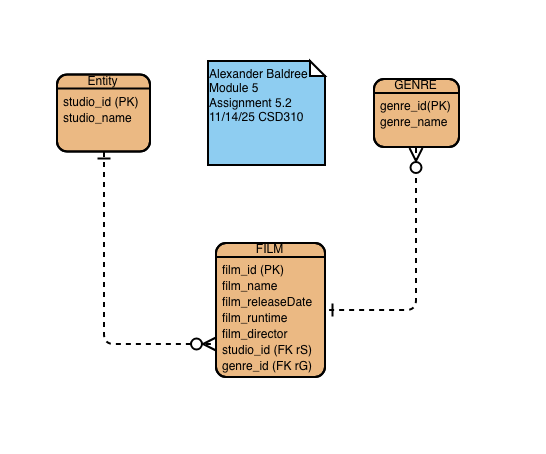 Entity
studio_id (PK)
studio_name
Alexander Baldree
Module 5
Assignment 5.2
11/14/25 CSD310
GENRE
genre_id(PK)
genre_name
FILM
film_id (PK)
film_name
film_releaseDate
film_runtime
film_director
studio_id (FK rS)
genre_id (FK rG)